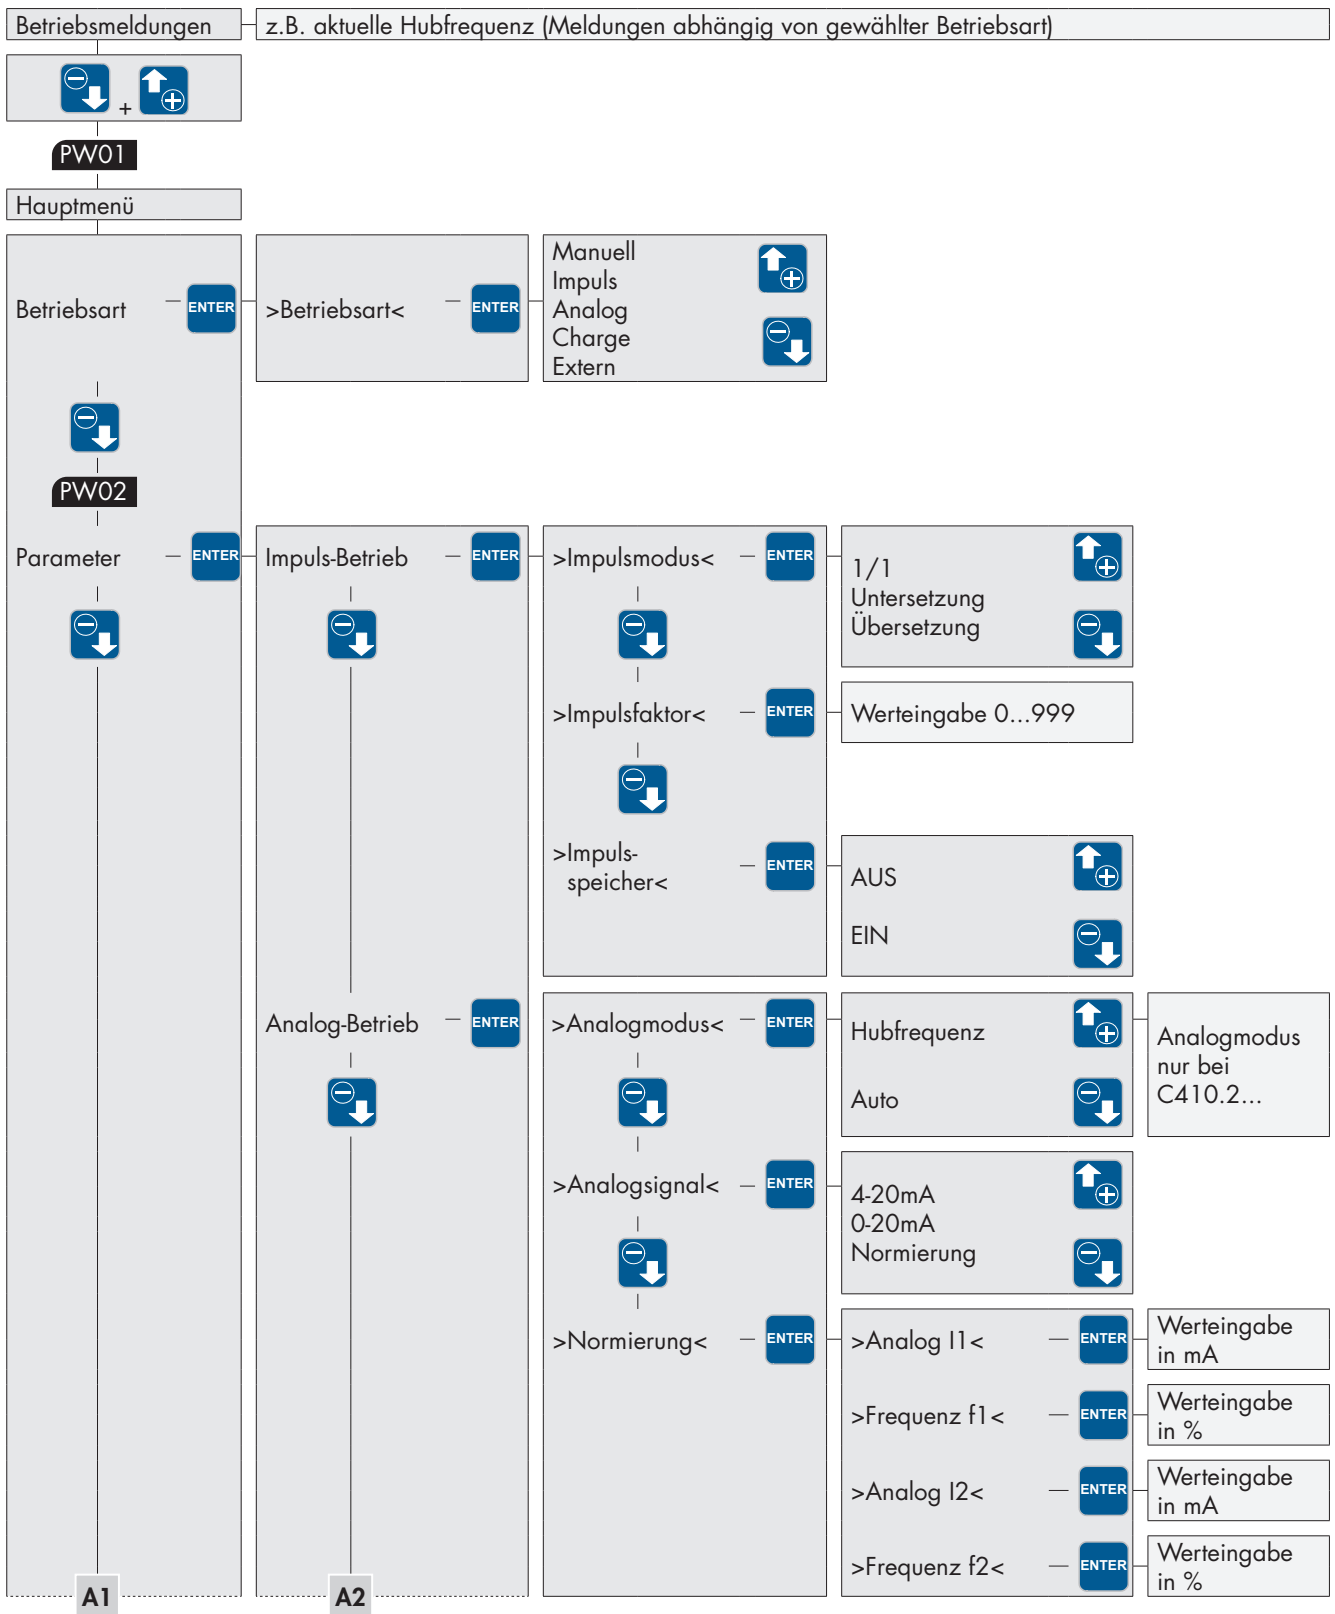 Betriebsmeldungen
z.B. aktuelle Hubfrequenz (Meldungen abhängig von gewählter Betriebsart)
+
PW01
Hauptmenü
Betriebsart
ENTER
>Betriebsart<
ENTER
Manuell
Impuls
Analog
Charge
Extern
PW02
Parameter
ENTER
Impuls-Betrieb
ENTER
>Impulsmodus<
ENTER
1/1
Untersetzung
Übersetzung
>Impulsfaktor<
ENTER
Werteingabe 0...999
>Impuls-
speicher<
ENTER
AUS
EIN
Analog-Betrieb
ENTER
>Analogmodus<
ENTER
Hubfrequenz
Auto
Analogmodus
nur bei
C410.2...
>Analogsignal<
ENTER
4-20mA
0-20mA
Normierung
>Normierung<
ENTER
>Analog I1<
ENTER
Werteingabe
in mA
>Frequenz f1<
ENTER
Werteingabe
in %
>Analog I2<
ENTER
Werteingabe
in mA
>Frequenz f2<
ENTER
Werteingabe
in %
A1
A2